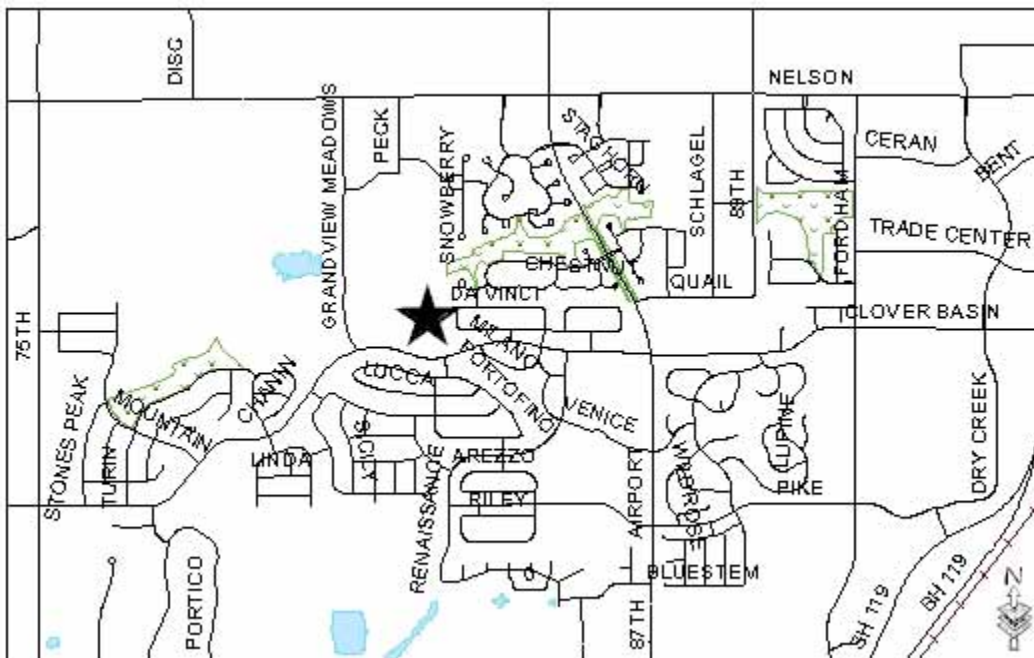 DISC
NELSON
GRANDVIEW MEADOWS
PECK
SNOWBERRY
STAGHORN
SCHLAGEL
89TH
CERAN
BENT
FORDHAM
TRADE CENTER
CHESTNUT
QUAIL
DA VINCI
CLOVER BASIN
75TH
MILANO
LUCCA
PORTOFINO
VENICE
STONES PEAK
MOUNTAIN
CHANN
TURIN
LINDA
SICILY
RENAISSANCE
AREZZO
RILEY
AIRPORT
PRIMROSE
LUPINE
PIKE
DRY CREEK
PORTICO
BLUESTEM
87TH
SH 119
SH 119
N